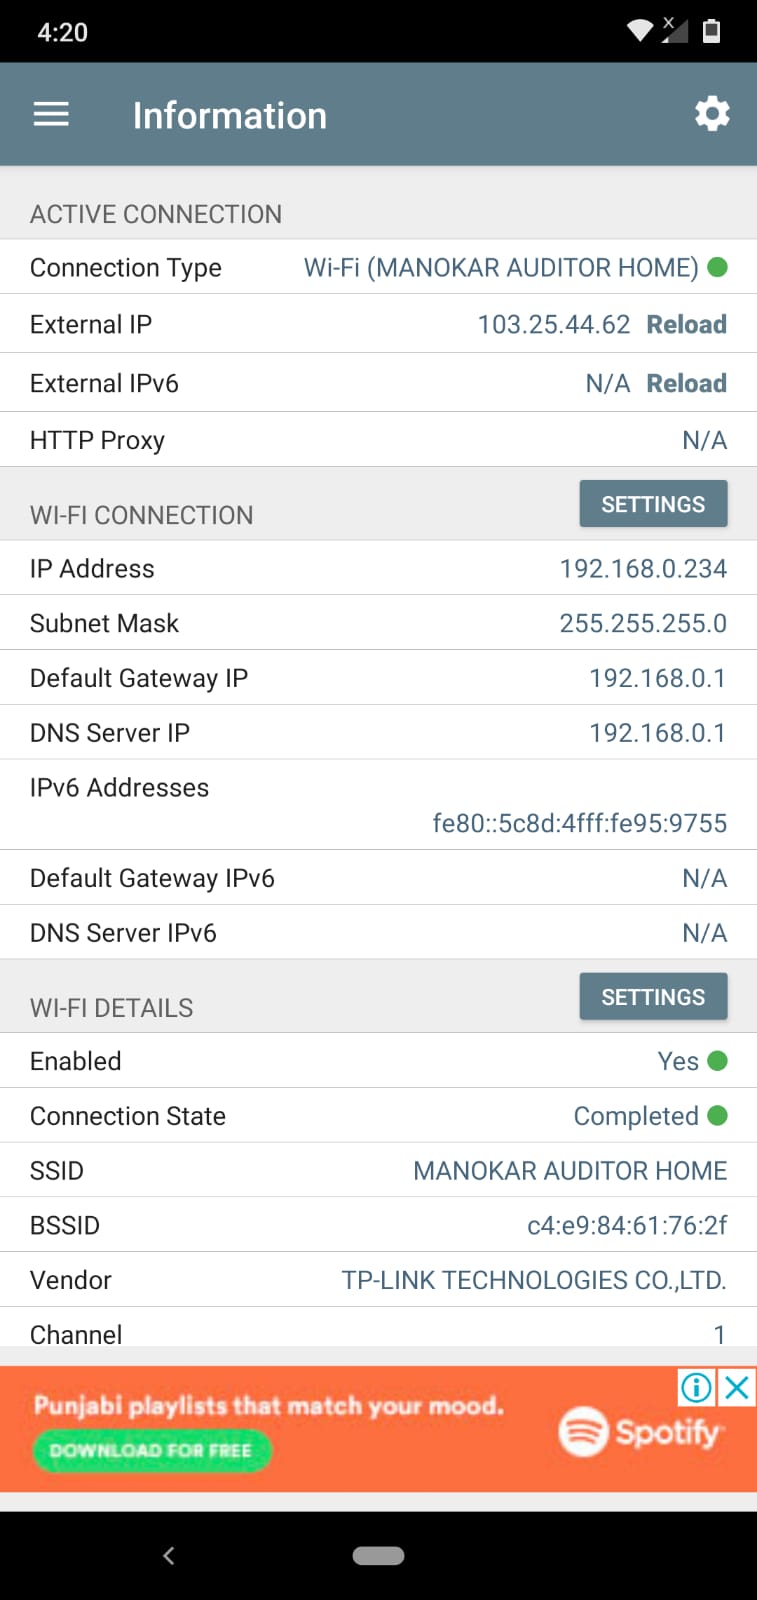 4:20
Information
ACTIVE CONNECTION
Connection Type Wi-Fi (MANOKAR AUDITOR HOME)
External IP 103.25.44.62 Reload
External IPv6 N/A Reload
HTTP Proxy N/A
WI-FI CONNECTION SETTINGS
IP Address 192.168.0.234
Subnet Mask 255.255.255.0
Default Gateway IP 192.168.0.1
DNS Server IP 192.168.0.1
IPv6 Addresses
fe80::5c8d:4fff:fe95:9755
Default Gateway IPv6 N/A
DNS Server IPv6 N/A
WI-FI DETAILS SETTINGS
Enabled Yes
Connection State Completed
SSID MANOKAR AUDITOR HOME
BSSID c4:e9:84:61:76:2f
Vendor TP-LINK TECHNOLOGIES CO.,LTD.
Channel 1
Punjabi playlists that match your mood.
DOWNLOAD FOR FREE
Spotify